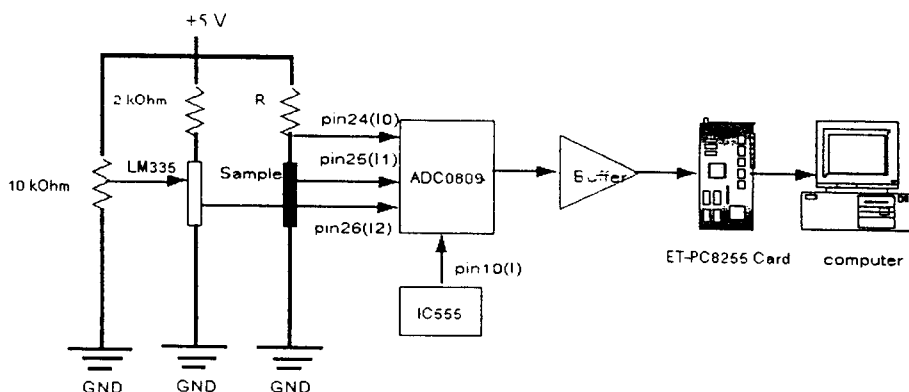 +5 V
2 kOhm
R
pin24(I0)
LM335
Sample
pin25(I1)
10 kOhm
pin26(I2)
ADC0809
Buffer
ET-PC8255 Card
computer
pin10(I)
IC555
GND
GND
GND